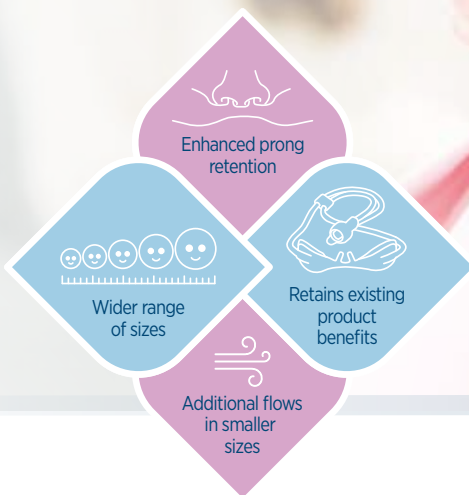 Enhanced prong
retention
Wider range
of sizes
Retains existing
product
benefits
Additional flows
in smaller
sizes